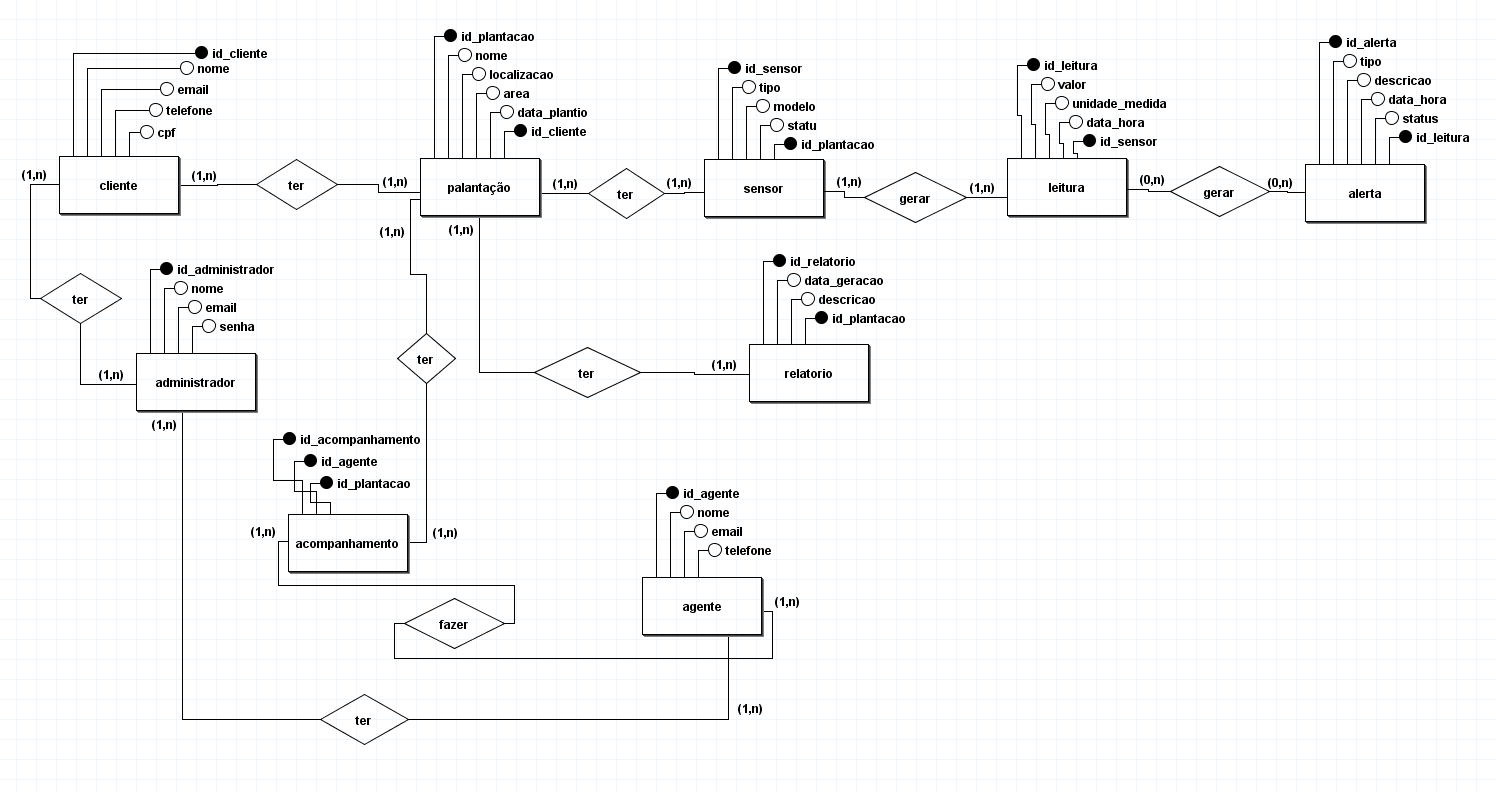 id_cliente
nome
email
telefone
cpf
(1,n)
cliente
(1,n)
ter
(1,n)
id_plantacao
nome
localizacao
area
data_plantio
id_cliente
palantação
(1,n)
ter
(1,n)
id_sensor
tipo
modelo
statu
id_plantacao
sensor
(1,n)
gerar
(1,n)
id_leitura
valor
unidade_medida
data_hora
id_sensor
leitura
(0,n)
gerar
(0,n)
id_alerta
tipo
descricao
data_hora
status
id_leitura
alerta
(1,n)
(1,n)
ter
id_administrador
nome
email
senha
(1,n)
administrador
(1,n)
ter
id_relatorio
data_geracao
descricao
id_plantacao
ter
(1,n)
relatorio
id_acompanhamento
id_agente
id_plantacao
(1,n)
acompanhamento
(1,n)
fazer
id_agente
nome
email
telefone
agente
(1,n)
ter
(1,n)